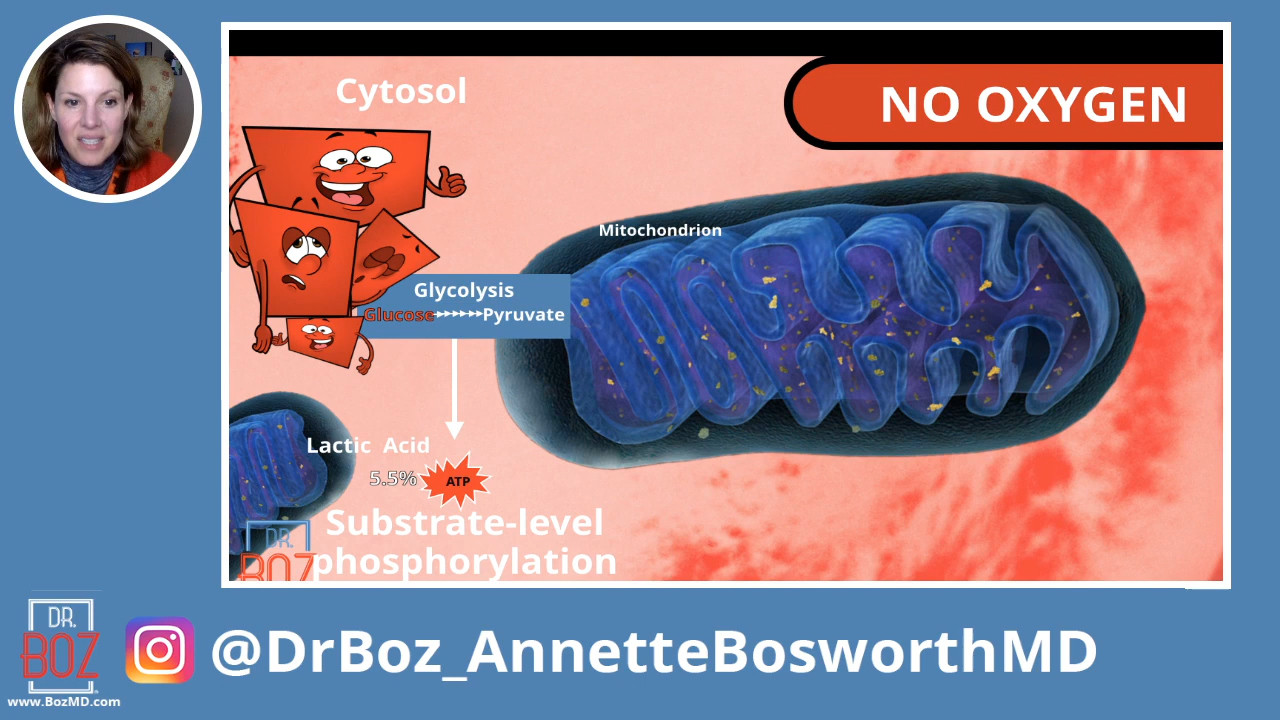 Cytosol
NO OXYGEN
Mitochondrion
Glycolysis
Glucose Pyruvate
Lactic Acid
5.5% ATP
Substrate-level
phosphorylation
DR.
BOZ
DR.
BOZ
www.BozMD.com
@DrBoz_AnnetteBosworthMD